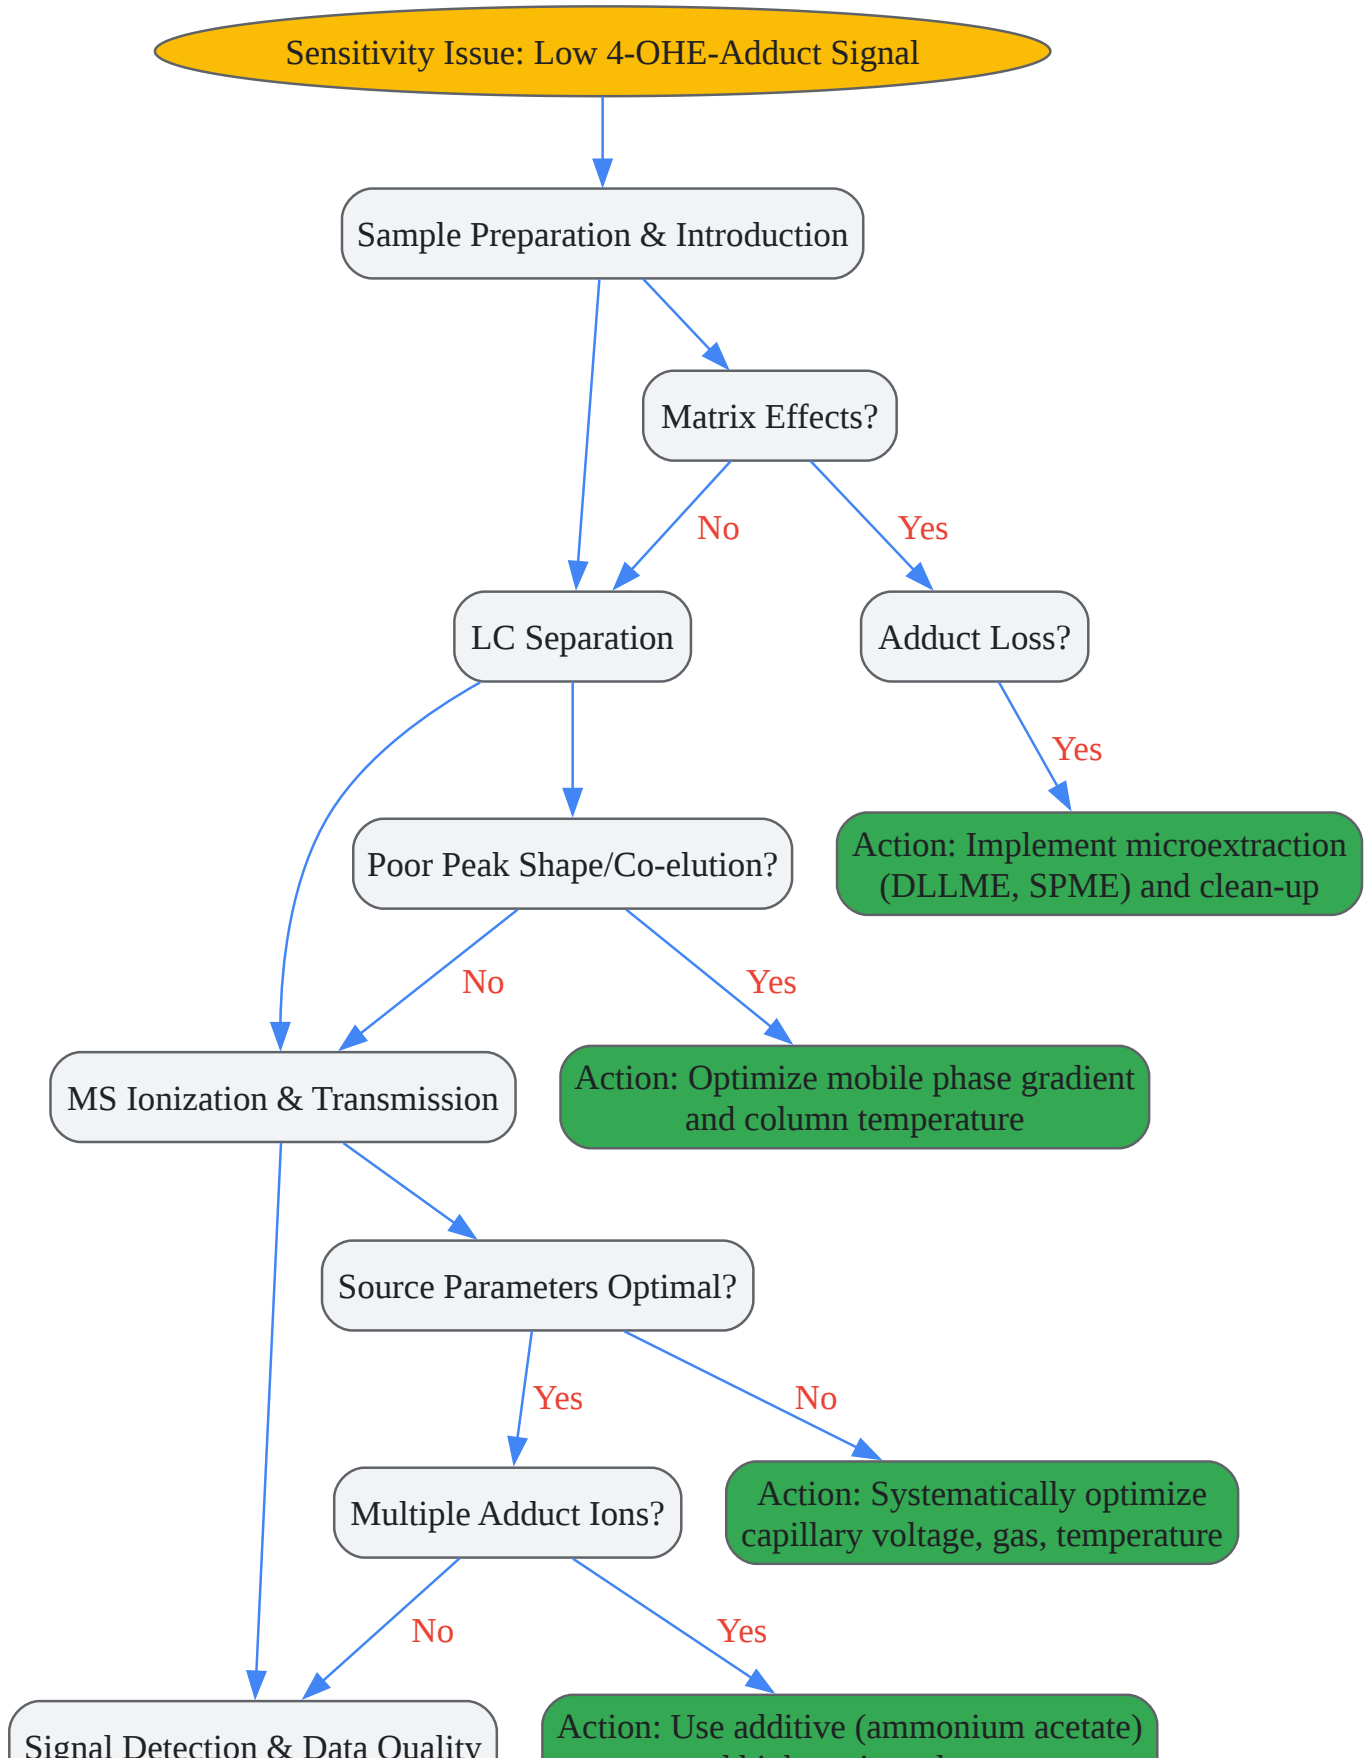 Sensitivity Issue: Low 4-OHE-Adduct Signal
Sample Preparation & Introduction
Matrix Effects?
No
Yes
LC Separation
Adduct Loss?
Yes
Poor Peak Shape/Co-elution?
Action: Implement microextraction
(DLLME, SPME) and clean-up
No
Yes
MS Ionization & Transmission
Action: Optimize mobile phase gradient
and column temperature
Source Parameters Optimal?
Yes
No
Multiple Adduct Ions?
Action: Systematically optimize
capillary voltage, gas, temperature
No
Yes
Signal Detection & Data Quality
Action: Use additive (ammonium acetate)